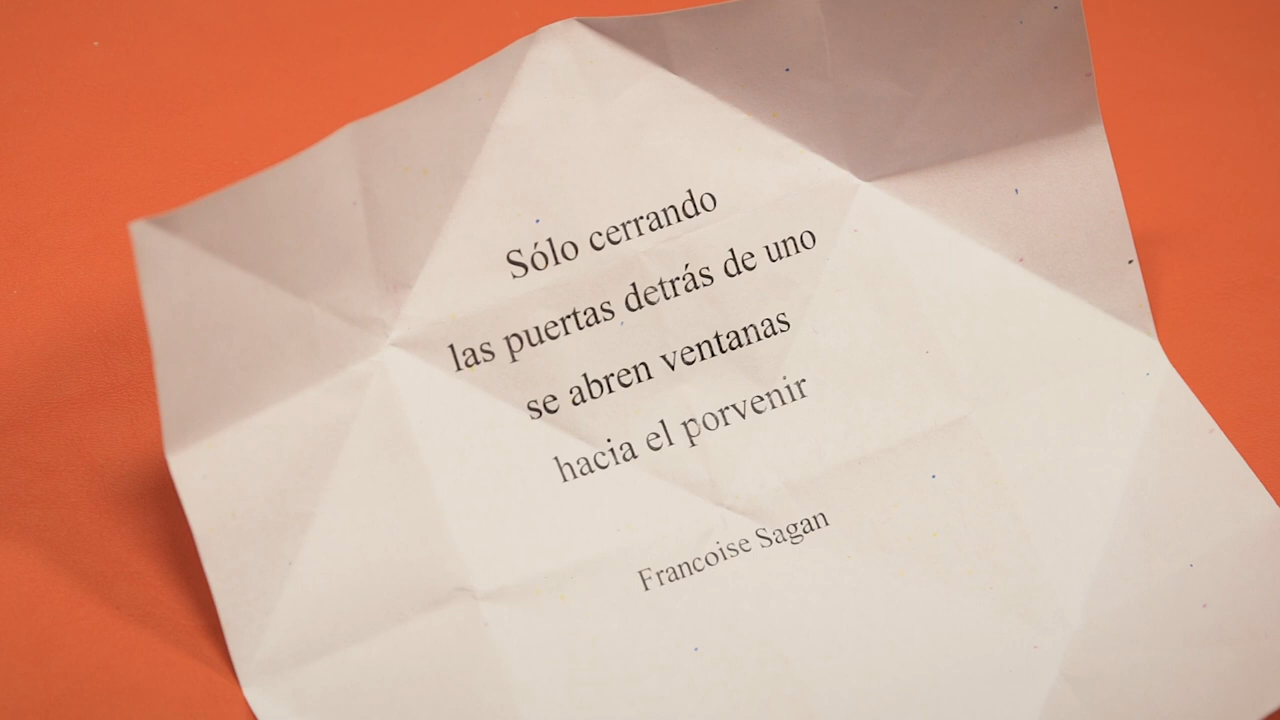 Sólo cerrando
las puertas detrás de uno
se abren ventanas
hacia el porvenir
Francoise Sagan